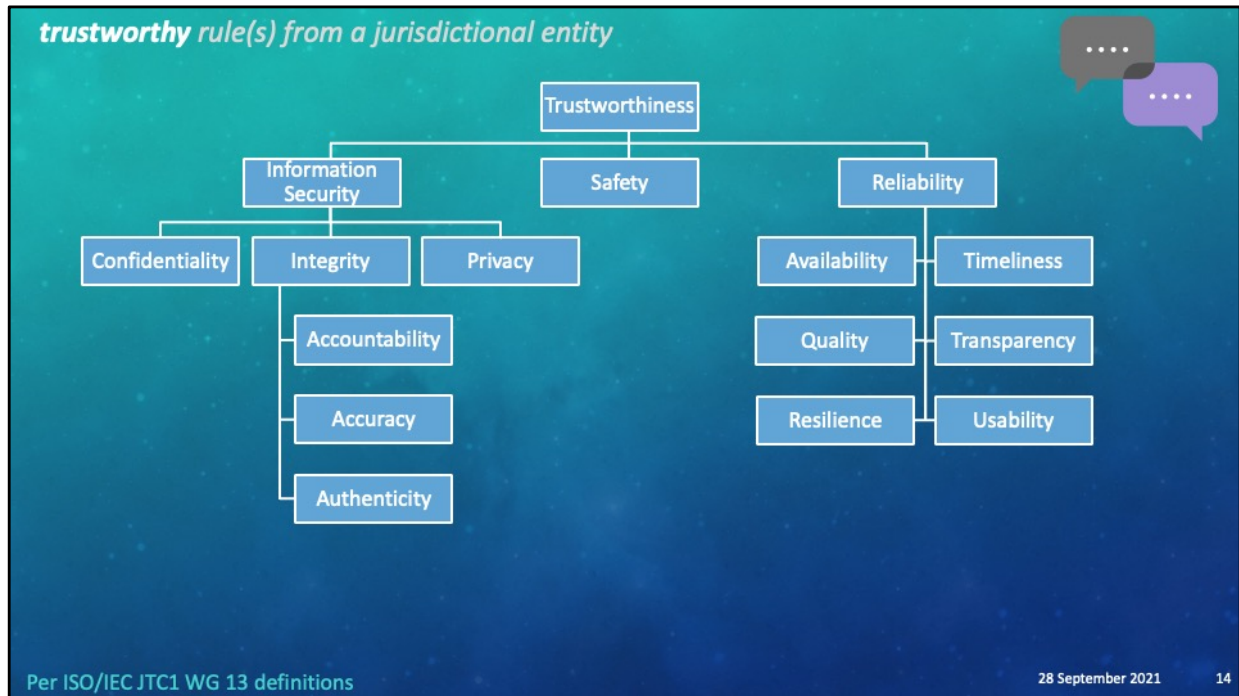 trustworthy rule(s) from a jurisdictional entity
Trustworthiness
Information
Security
Safety
Reliability
Confidentiality
Integrity
Privacy
Availability
Timeliness
Accountability
Quality
Transparency
Accuracy
Resilience
Usability
Authenticity
Per ISO/IEC JTC1 WG 13 definitions
28 September 2021
14